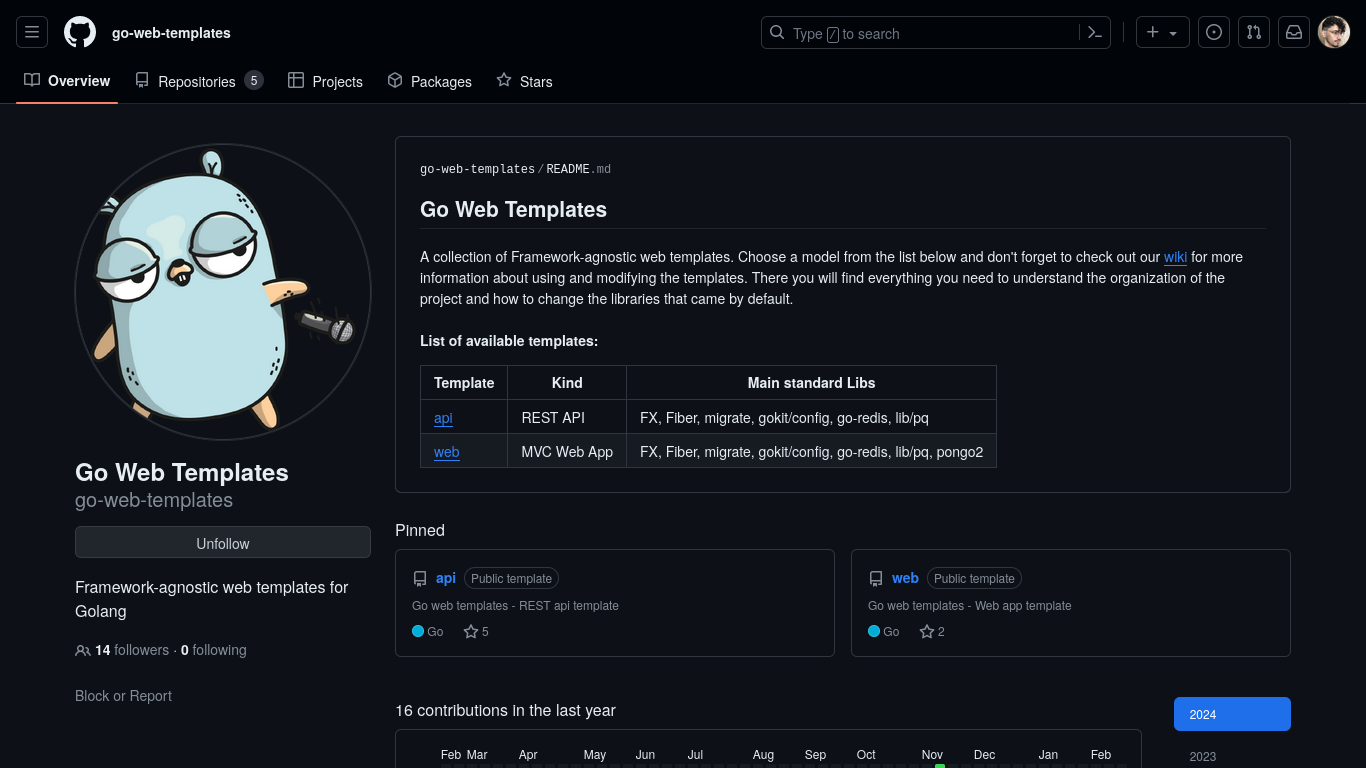 go-web-templates
Type / to search
Overview
Repositories 5
Projects
Packages
Stars
go-web-templates/README.md
Go Web Templates
A collection of Framework-agnostic web templates. Choose a model from the list below and don't forget to check out our wiki for more
information about using and modifying the templates. There you will find everything you need to understand the organization of the
project and how to change the libraries that came by default.
List of available templates:
Template Kind Main standard Libs
api REST API FX, Fiber, migrate, gokit/config, go-redis, lib/pq
web MVC Web App FX, Fiber, migrate, gokit/config, go-redis, lib/pq, pongo2
Go Web Templates
go-web-templates
Unfollow
Framework-agnostic web templates for
Golang
14 followers · 0 following
Block or Report
Pinned
api Public template
Go web templates - REST api template
Go 5
web Public template
Go web templates - Web app template
Go 2
16 contributions in the last year
Feb Mar Apr May Jun Jul Aug Sep Oct Nov Dec Jan Feb
2024
2023